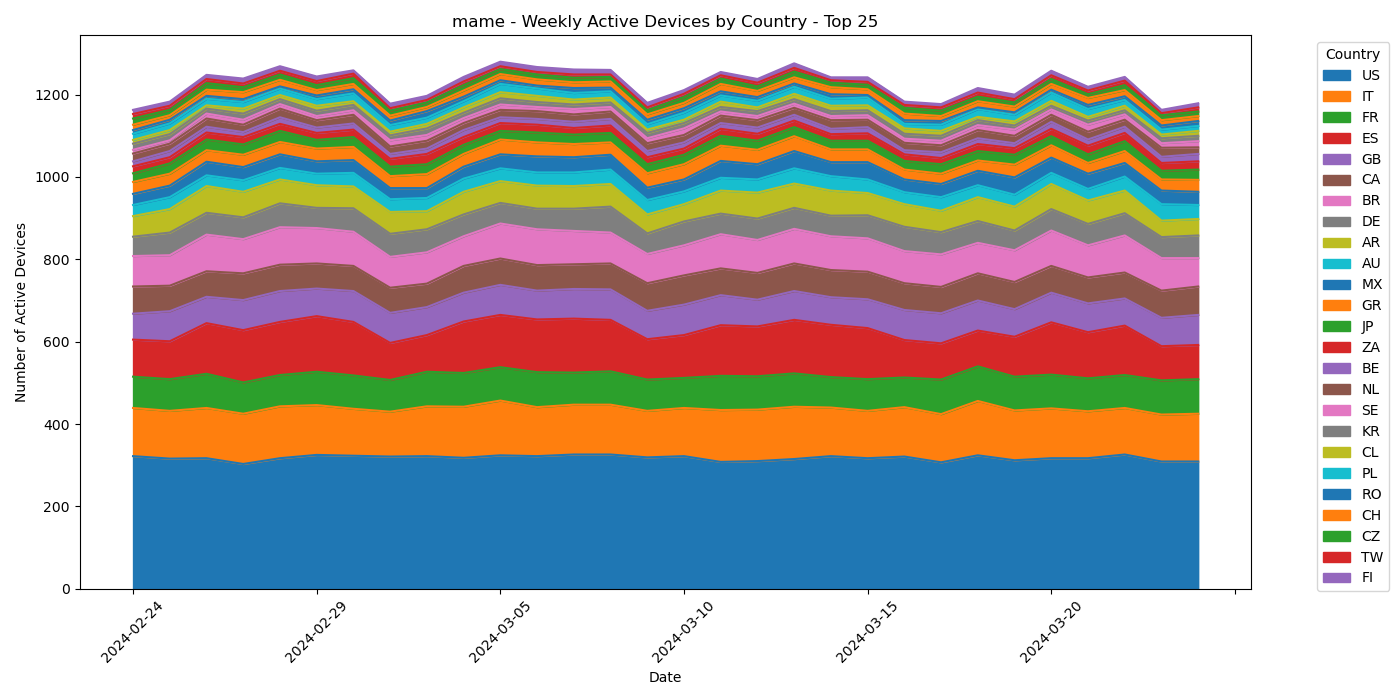 mame - Weekly Active Devices by Country - Top 25
Number of Active Devices
1200
1000
800
600
400
200
0
2024-02-24
2024-02-29
2024-03-05
2024-03-10
2024-03-15
2024-03-20
Date
Country
US
IT
FR
ES
GB
CA
BR
DE
AR
AU
MX
GR
JP
ZA
BE
NL
SE
KR
CL
PL
RO
CH
CZ
TW
FI